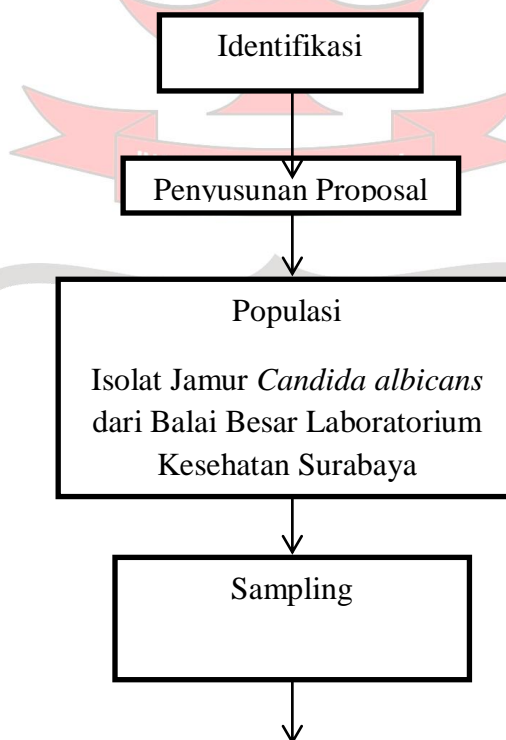 Identifikasi
Penyusunan Proposal
Populasi
Isolat Jamur Candida albicans
dari Balai Besar Laboratorium
Kesehatan Surabaya
Sampling